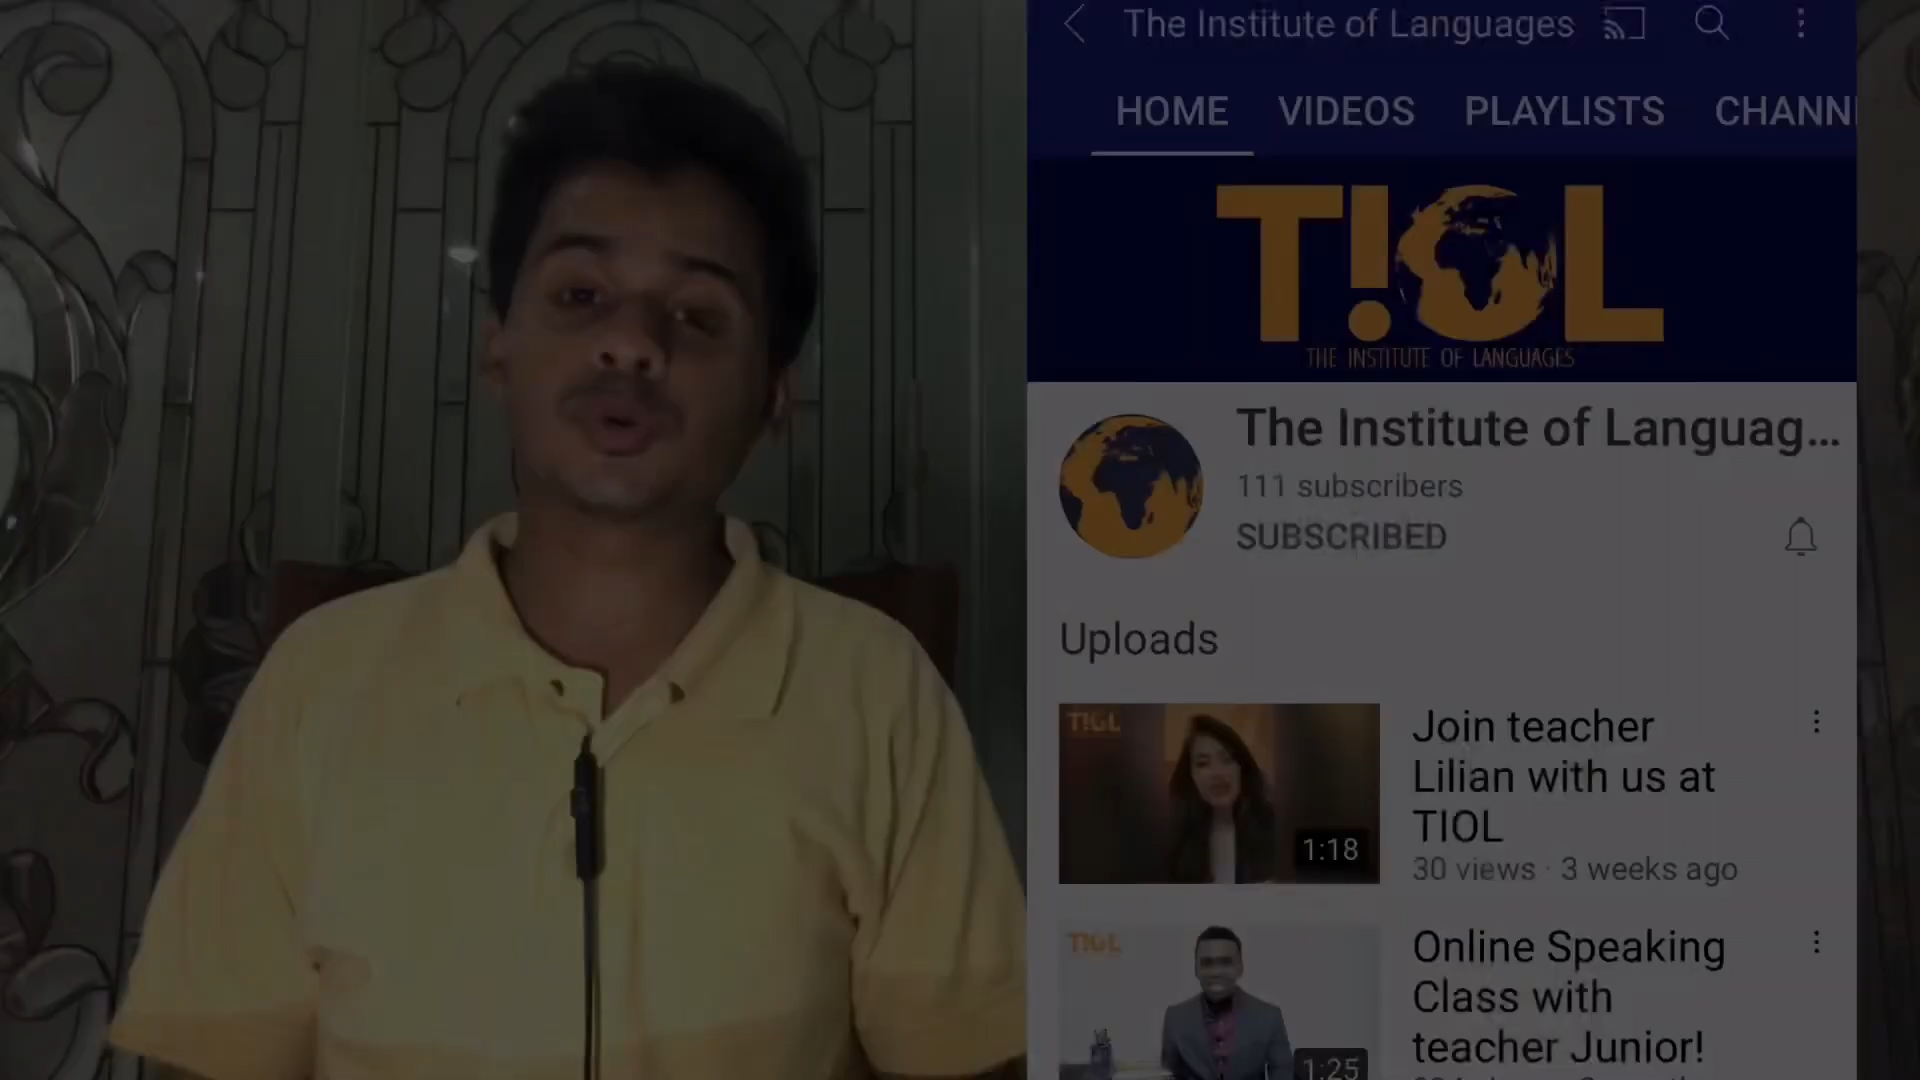 The Institute of Languages
HOME VIDEOS PLAYLISTS CHANN
T!OL
THE INSTITUTE OF LANGUAGES
The Institute of Languag...
111 subscribers
SUBSCRIBED
Uploads
TIOL
1:18
Join teacher
Lilian with us at
TIOL
30 views · 3 weeks ago
TIOL
1:25
Online Speaking
Class with
teacher Junior!